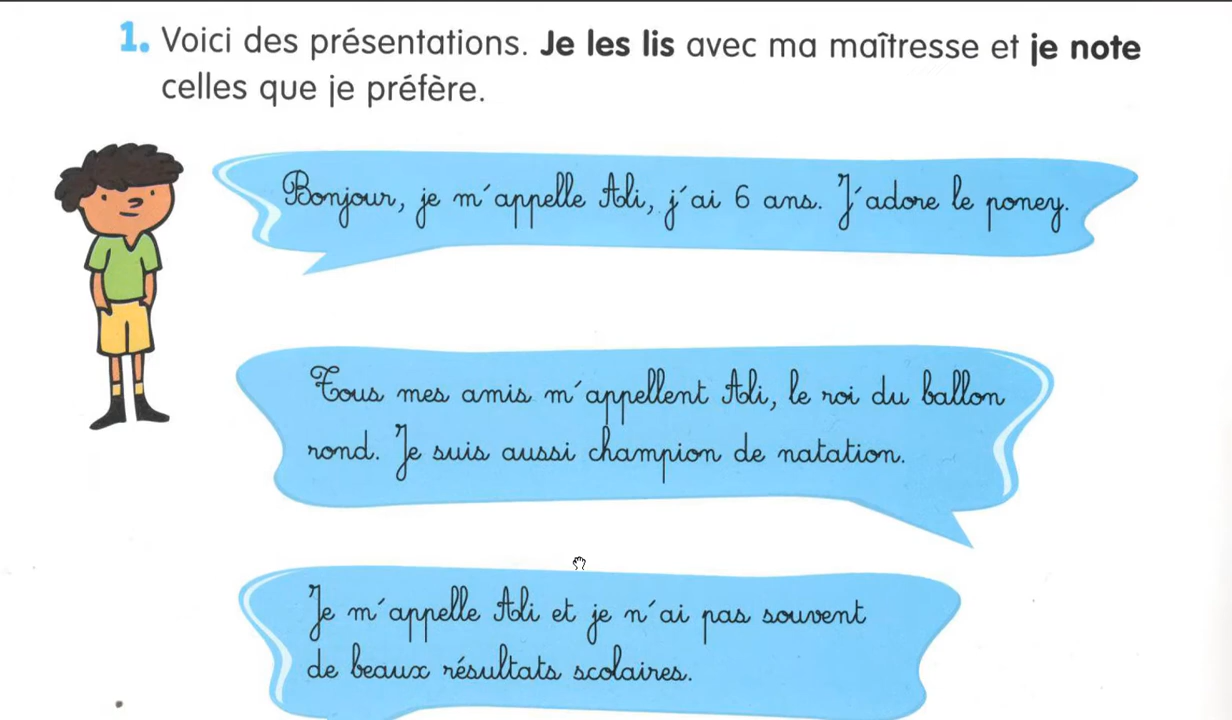 1. Voici des présentations. Je les lis avec ma maîtresse et je note
celles que je préfère.
Bonjour, je m'appelle Ali, j'ai 6 ans. J'adore le poney.
Tous mes amis m'appellent Ali, le roi du ballon
rond. Je suis aussi champion de natation.
Je m'appelle Ali et je n'ai pas souvent
de beaux résultats scolaires.